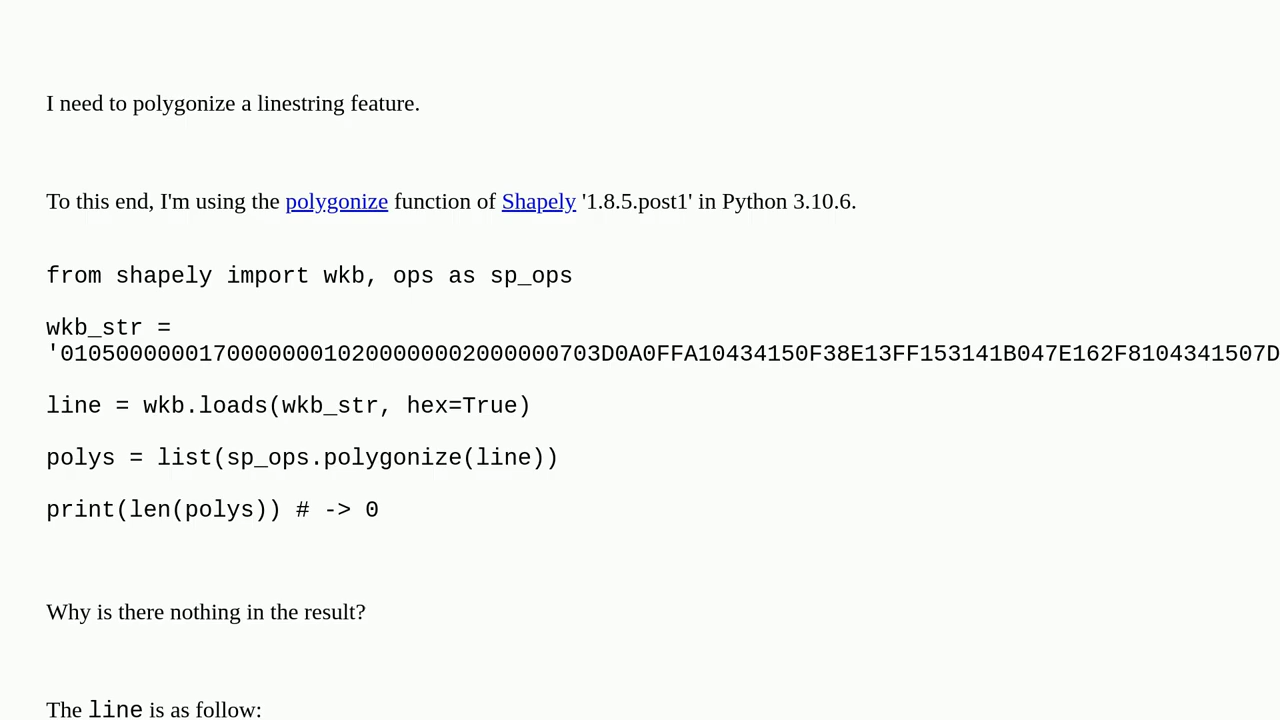 I need to polygonize a linestring feature.
To this end, I'm using the polygonize function of Shapely '1.8.5.post1' in Python 3.10.6.
from shapely import wkb, ops as sp_ops
wkb_str =
'010500000017000000010200000002000000703D0A0FFA10434150F38E13FF153141B047E162F8104341507D
line = wkb.loads(wkb_str, hex=True)
polys = list(sp_ops.polygonize(line))
print(len(polys)) # -> 0
Why is there nothing in the result?
The line is as follow: